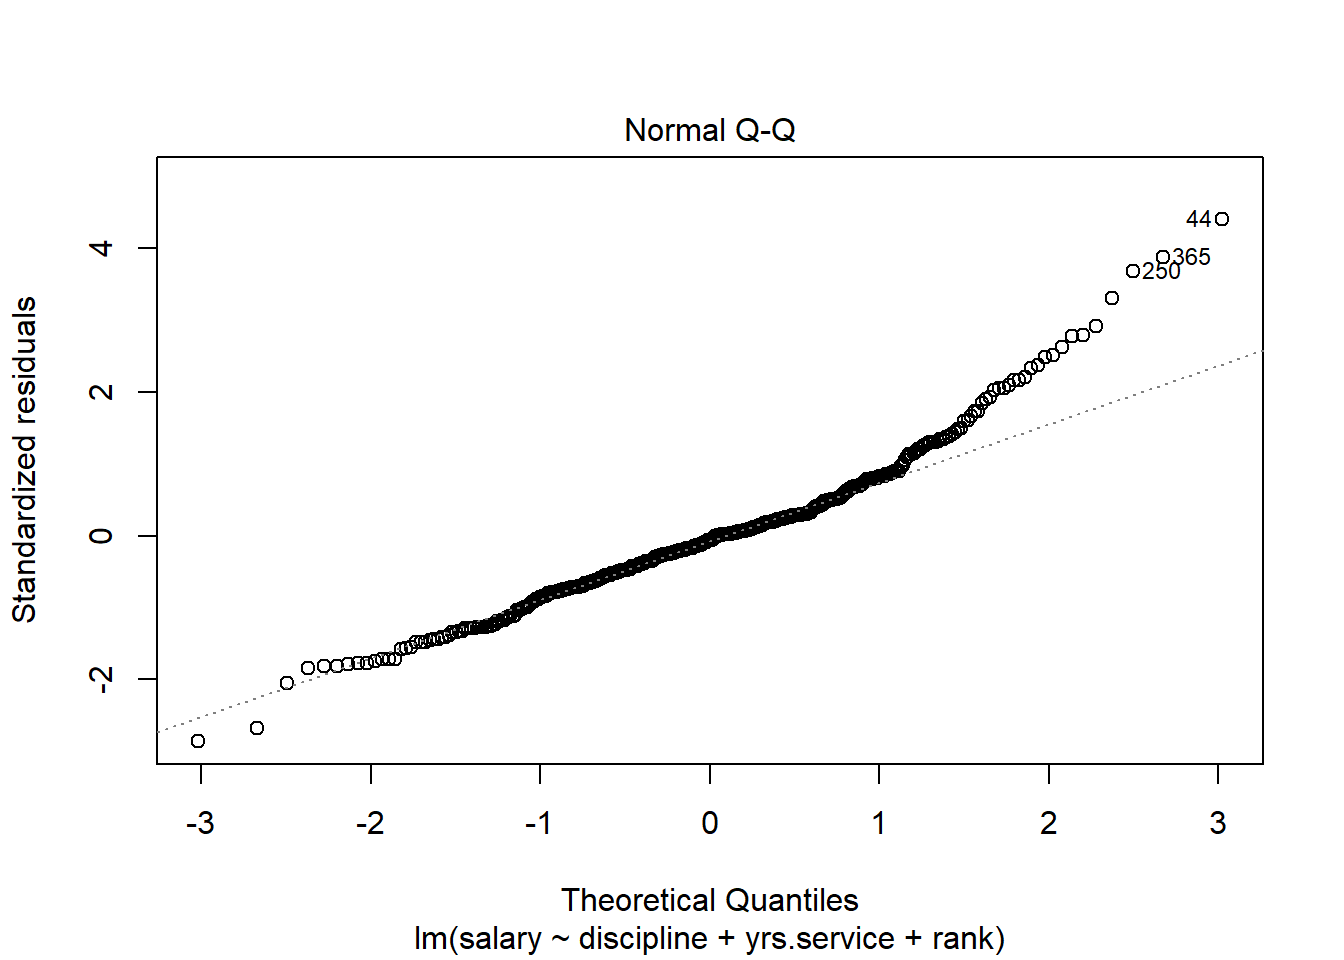 Normal Q-Q
Standardized residuals
4
2
0
-2
44
365
250
-3 -2 -1 0 1 2 3
Theoretical Quantiles
lm(salary ~ discipline + yrs.service + rank)